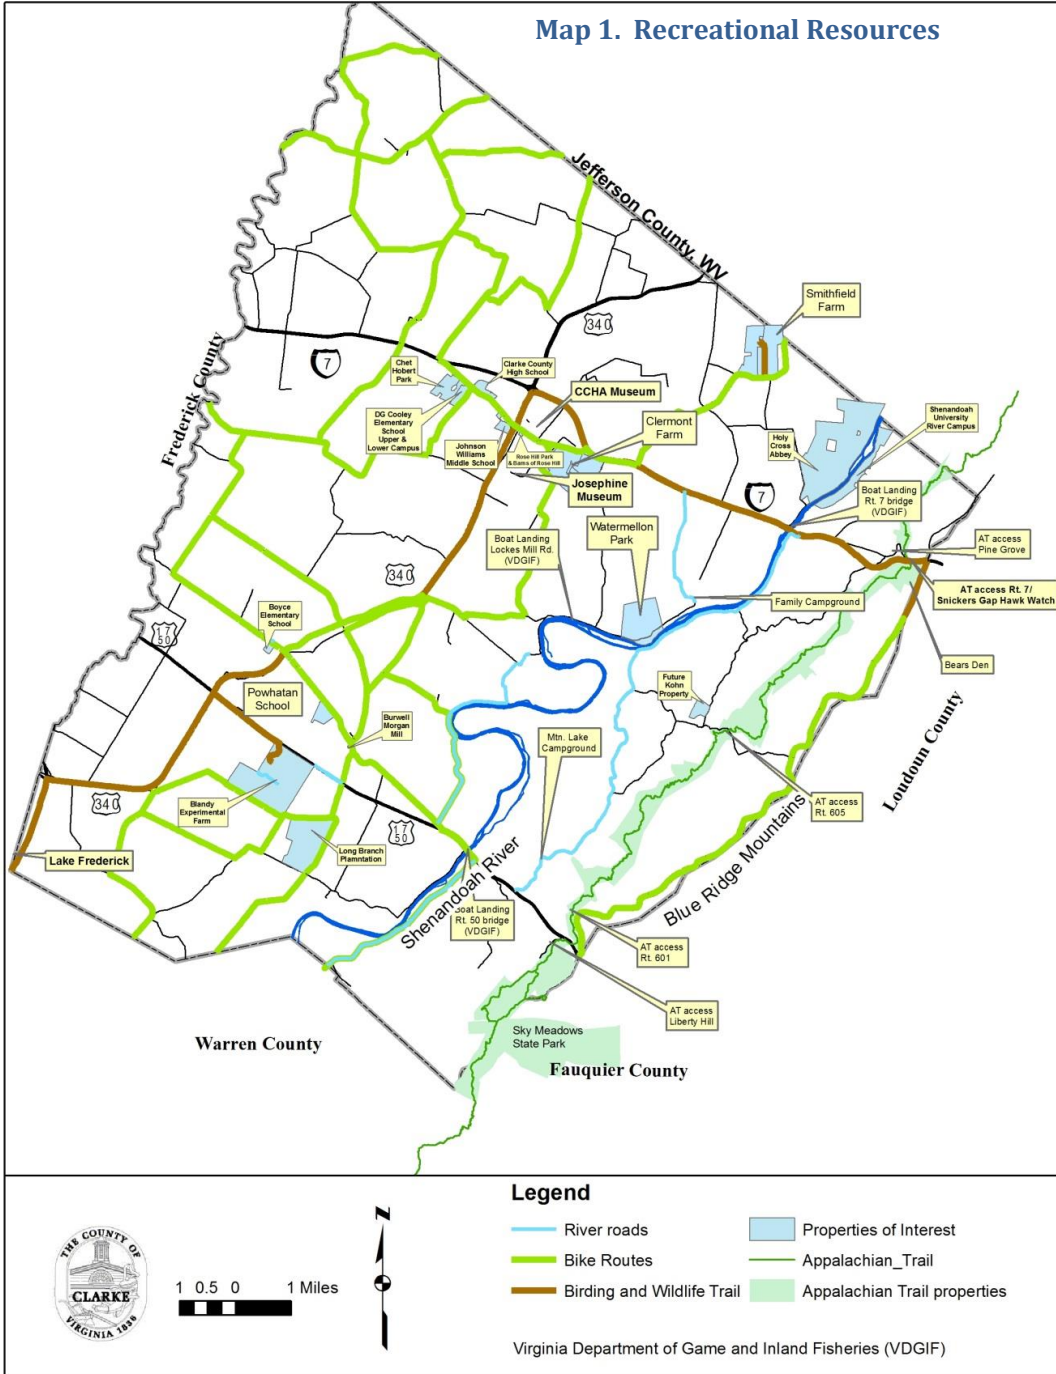 Map 1. Recreational Resources
Jefferson County, WV
Smithfield
Farm
340
7
Frederick County
Chet
Hobert
Park
Clarke County
High School
CCHA Museum
DG Cooley
Elementary
School
Upper &
Lower Campus
Clermont
Farm
Shenandoah
University
River Campus
Johnson
Williams
Middle School
Rose Hill Park
& Barns of Rose Hill
Holy
Cross
Abbey
Josephine
Museum
7
Boat Landing
Rt. 7 bridge
(VDGIF)
Boat Landing
Lockes Mill Rd.
(VDGIF)
Watermellon
Park
AT access
Pine Grove
340
AT access Rt. 7/
Snickers Gap Hawk Watch
Family Campground
Boyce
Elementary
School
17
50
Bears Den
Powhatan
School
Future
Kohn
Property
Burwell
Morgan
Mill
Mtn. Lake
Campground
Loudoun County
340
Blandy
Experimental
Farm
AT access
Rt. 605
17
50
Long Branch
Plamntation
Lake Frederick
Blue Ridge Mountains
Shenandoah River
Boat Landing
Rt. 50 bridge
(VDGIF)
AT access
Rt. 601
AT access
Liberty Hill
Sky Meadows
State Park
Warren County
Fauquier County
Legend
River roads
Bike Routes
Birding and Wildlife Trail
Properties of Interest
Appalachian_Trail
Appalachian Trail properties
Virginia Department of Game and Inland Fisheries (VDGIF)
THE COUNTY OF
CLARKE
VIRGINIA 1836
1 0.5 0 1 Miles
N